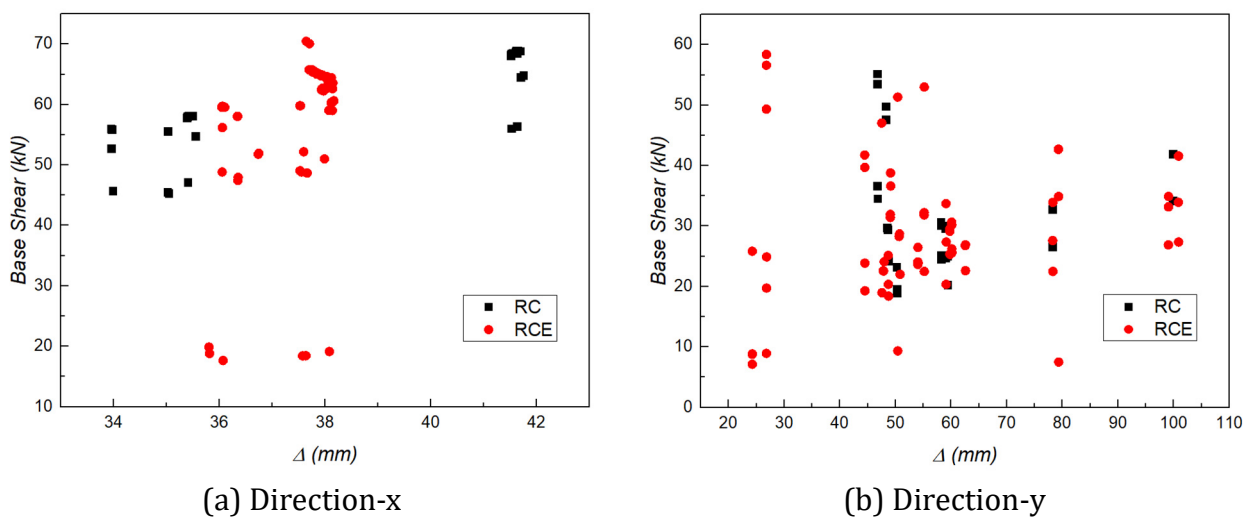 70
60
50
40
30
20
10
Base Shear (kN)
RC
RCE
34
36
38
40
42
Δ (mm)
(a) Direction-x
60
50
40
30
20
10
0
Base Shear (kN)
RC
RCE
20
30
40
50
60
70
80
90
100
110
Δ (mm)
(b) Direction-y